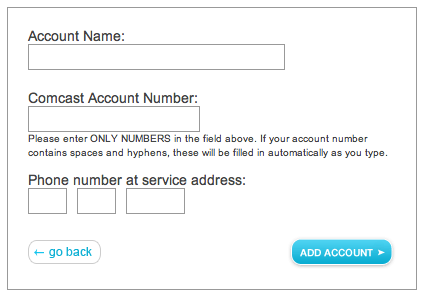 Account Name:
Comcast Account Number:
Please enter ONLY NUMBERS in the field above. If your account number
contains spaces and hyphens, these will be filled in automatically as you type.
Phone number at service address:
← go back
ADD ACCOUNT ➤